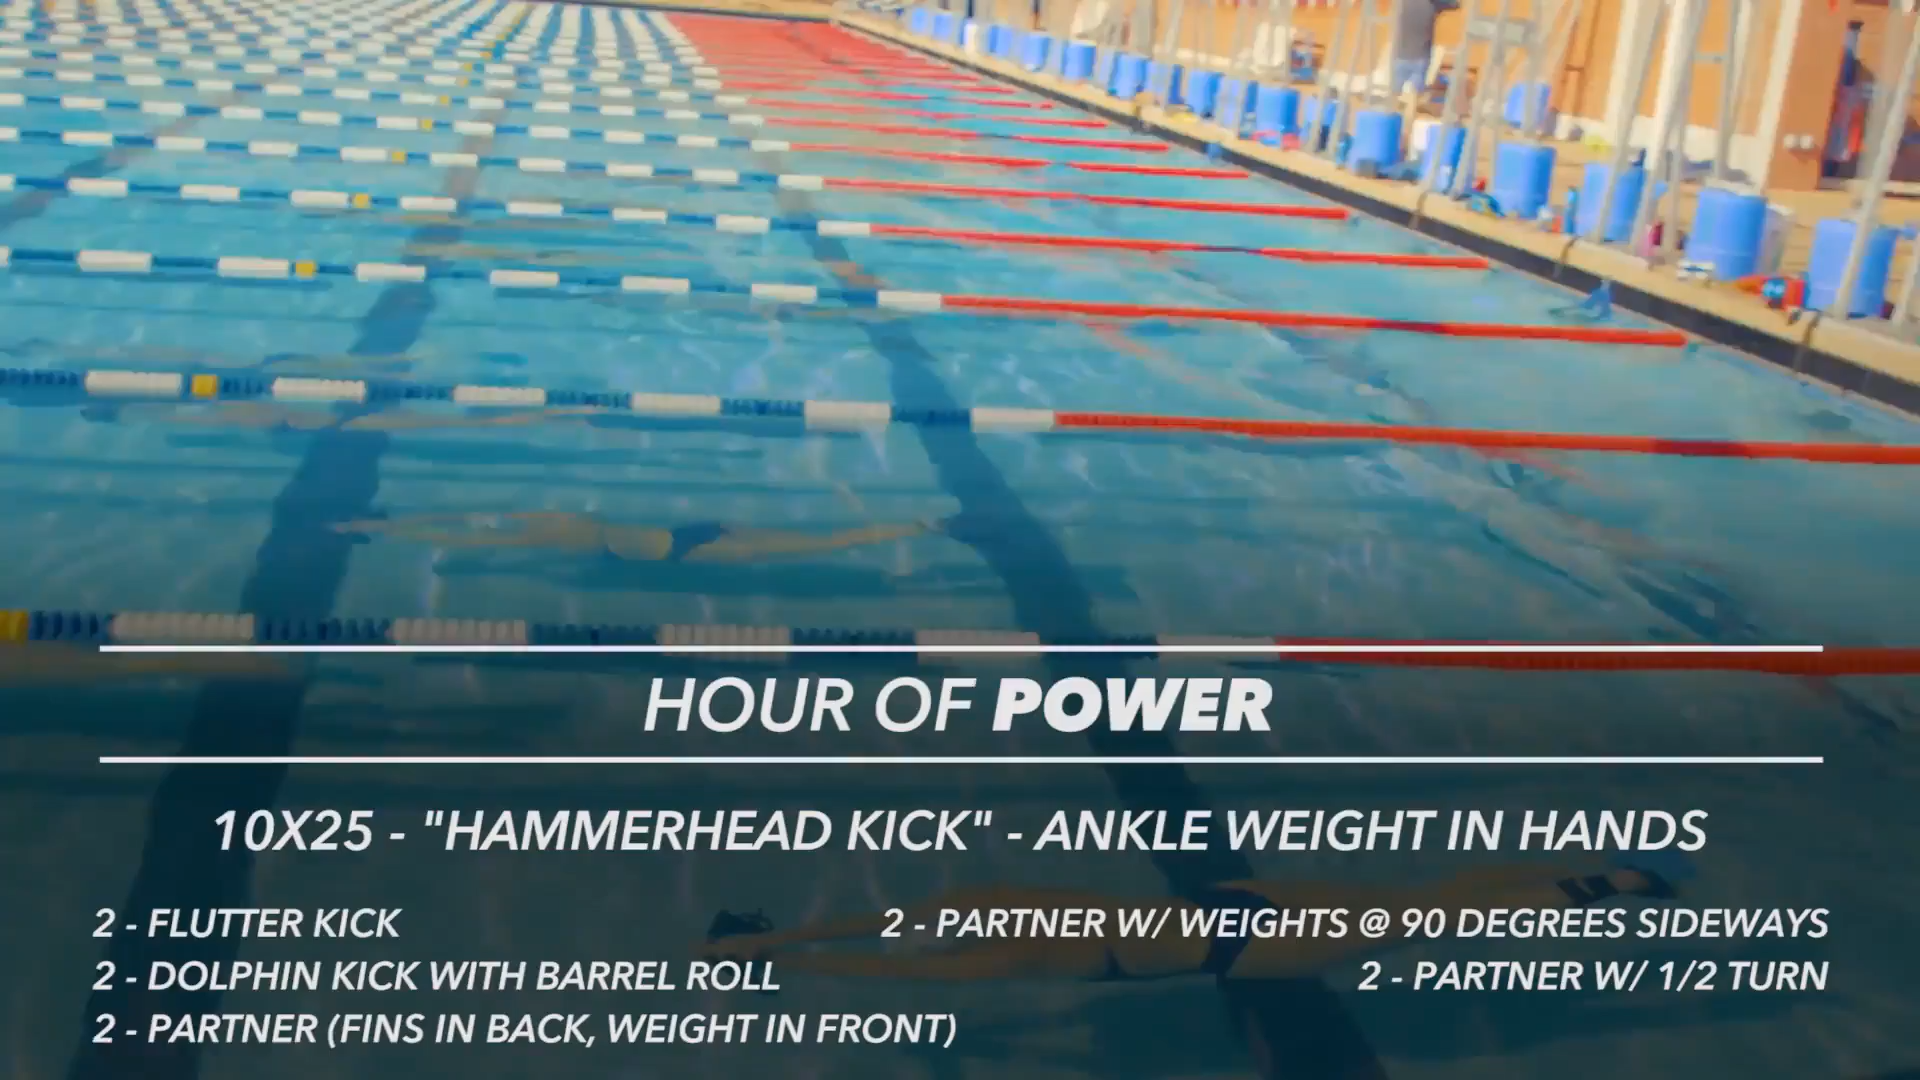 HOUR OF POWER
10X25 - "HAMMERHEAD KICK" - ANKLE WEIGHT IN HANDS
2 - FLUTTER KICK
2 - DOLPHIN KICK WITH BARREL ROLL
2 - PARTNER (FINS IN BACK, WEIGHT IN FRONT)
2 - PARTNER W/ WEIGHTS @ 90 DEGREES SIDEWAYS
2 - PARTNER W/ 1/2 TURN